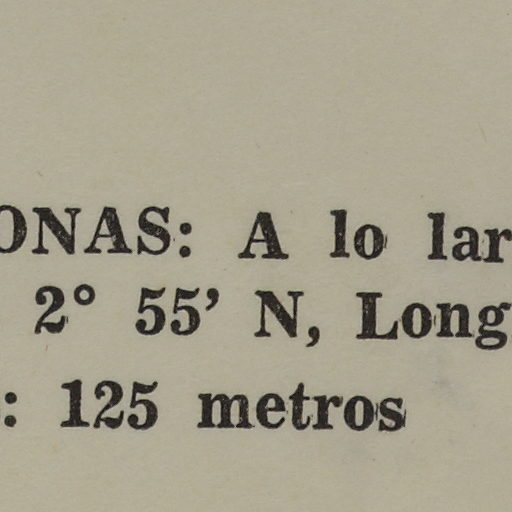 ONAS: A lo lar
2° 55’ N, Long
: 125 metros